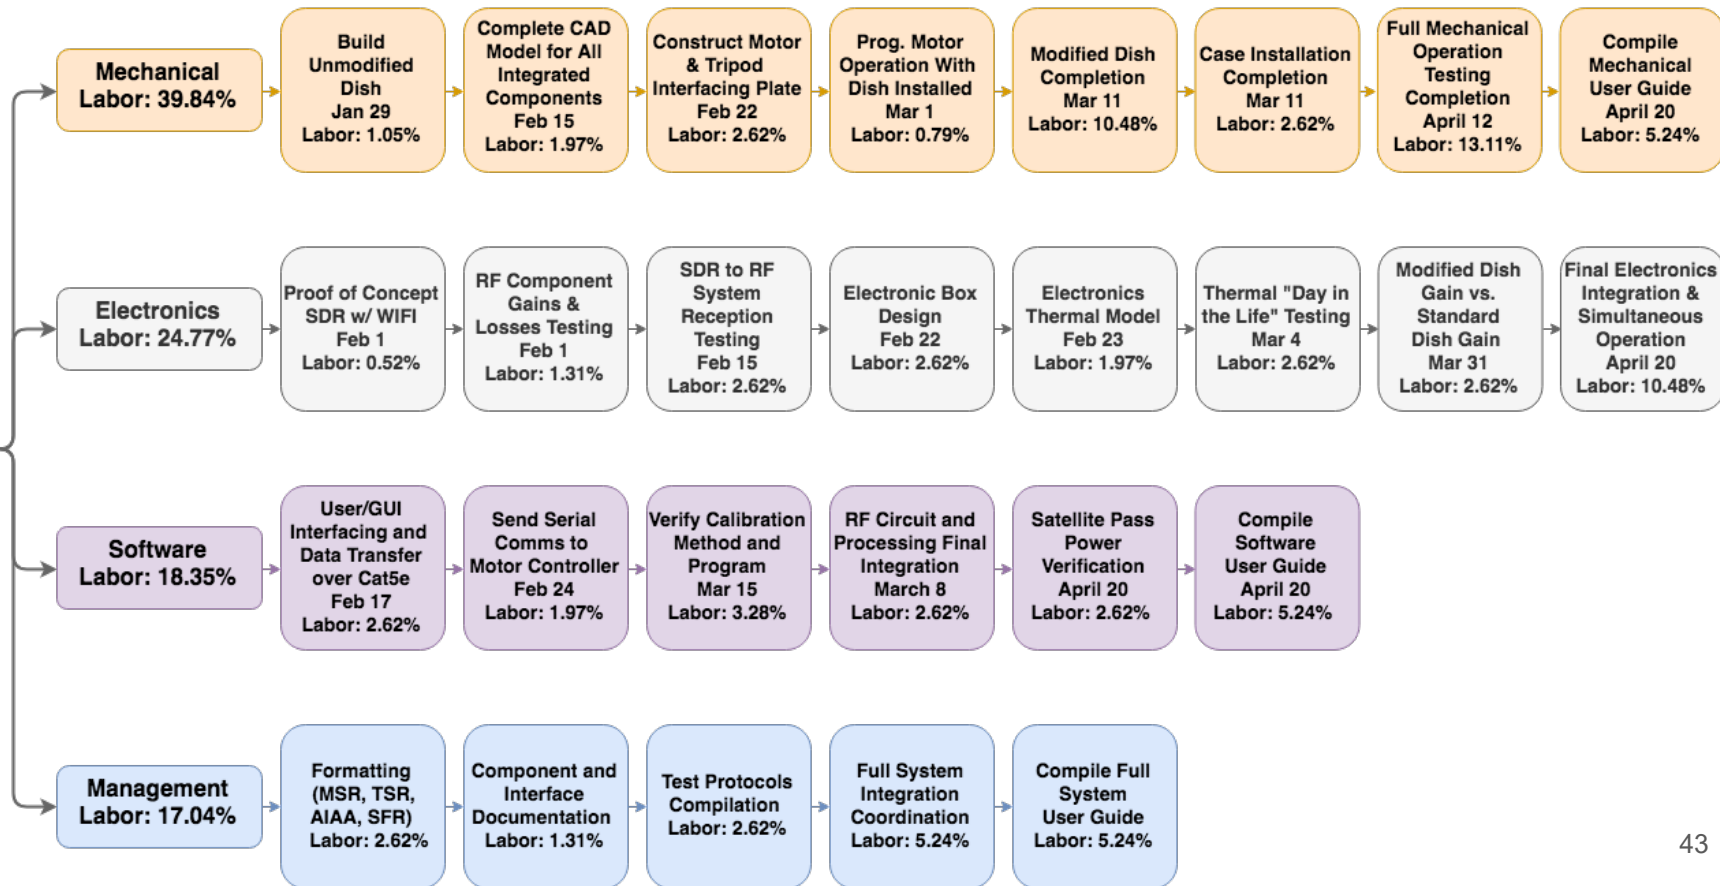 Mechanical
Labor: 39.84%
Build
Unmodified
Dish
Jan 29
Labor: 1.05%
Complete CAD
Model for All
Integrated
Components
Feb 15
Labor: 1.97%
Construct Motor
& Tripod
Interfacing Plate
Feb 22
Labor: 2.62%
Prog. Motor
Operation With
Dish Installed
Mar 1
Labor: 0.79%
Modified Dish
Completion
Mar 11
Labor: 10.48%
Case Installation
Completion
Mar 11
Labor: 2.62%
Full Mechanical
Operation
Testing
Completion
April 12
Labor: 13.11%
Compile
Mechanical
User Guide
April 20
Labor: 5.24%
Electronics
Labor: 24.77%
Proof of Concept
SDR w/ WIFI
Feb 1
Labor: 0.52%
RF Component
Gains &
Losses Testing
Feb 1
Labor: 1.31%
SDR to RF
System
Reception
Testing
Feb 15
Labor: 2.62%
Electronic Box
Design
Feb 22
Labor: 2.62%
Electronics
Thermal Model
Feb 23
Labor: 1.97%
Thermal "Day in
the Life" Testing
Mar 4
Labor: 2.62%
Modified Dish
Gain vs.
Standard
Dish Gain
Mar 31
Labor: 2.62%
Final Electronics
Integration &
Simultaneous
Operation
April 20
Labor: 10.48%
Software
Labor: 18.35%
User/GUI
Interfacing and
Data Transfer
over Cat5e
Feb 17
Labor: 2.62%
Send Serial
Comms to
Motor Controller
Feb 24
Labor: 1.97%
Verify Calibration
Method and
Program
Mar 15
Labor: 3.28%
RF Circuit and
Processing Final
Integration
March 8
Labor: 2.62%
Satellite Pass
Power
Verification
April 20
Labor: 2.62%
Compile
Software
User Guide
April 20
Labor: 5.24%
Management
Labor: 17.04%
Formatting
(MSR, TSR,
AIAA, SFR)
Labor: 2.62%
Component and
Interface
Documentation
Labor: 1.31%
Test Protocols
Compilation
Labor: 2.62%
Full System
Integration
Coordination
Labor: 5.24%
Compile Full
System
User Guide
Labor: 5.24%
43